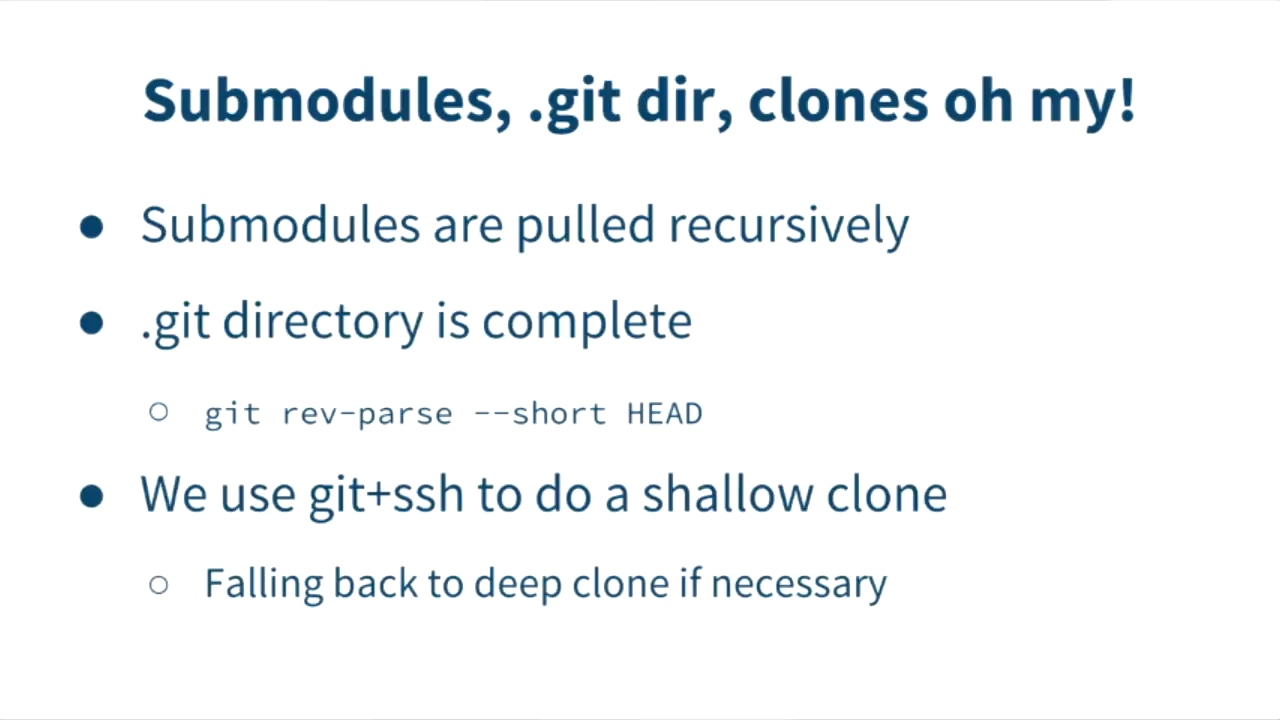 Submodules, .git dir, clones oh my!
● Submodules are pulled recursively
● .git directory is complete
○ git rev-parse --short HEAD
● We use git+ssh to do a shallow clone
○ Falling back to deep clone if necessary